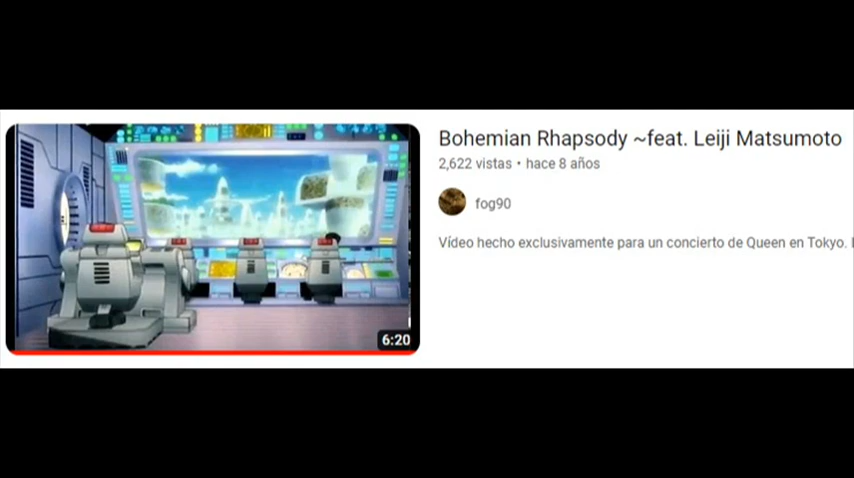 Bohemian Rhapsody ~feat. Leiji Matsumoto
2,622 vistas • hace 8 años
fog90
Vídeo hecho exclusivamente para un concierto de Queen en Tokyo.
6:20